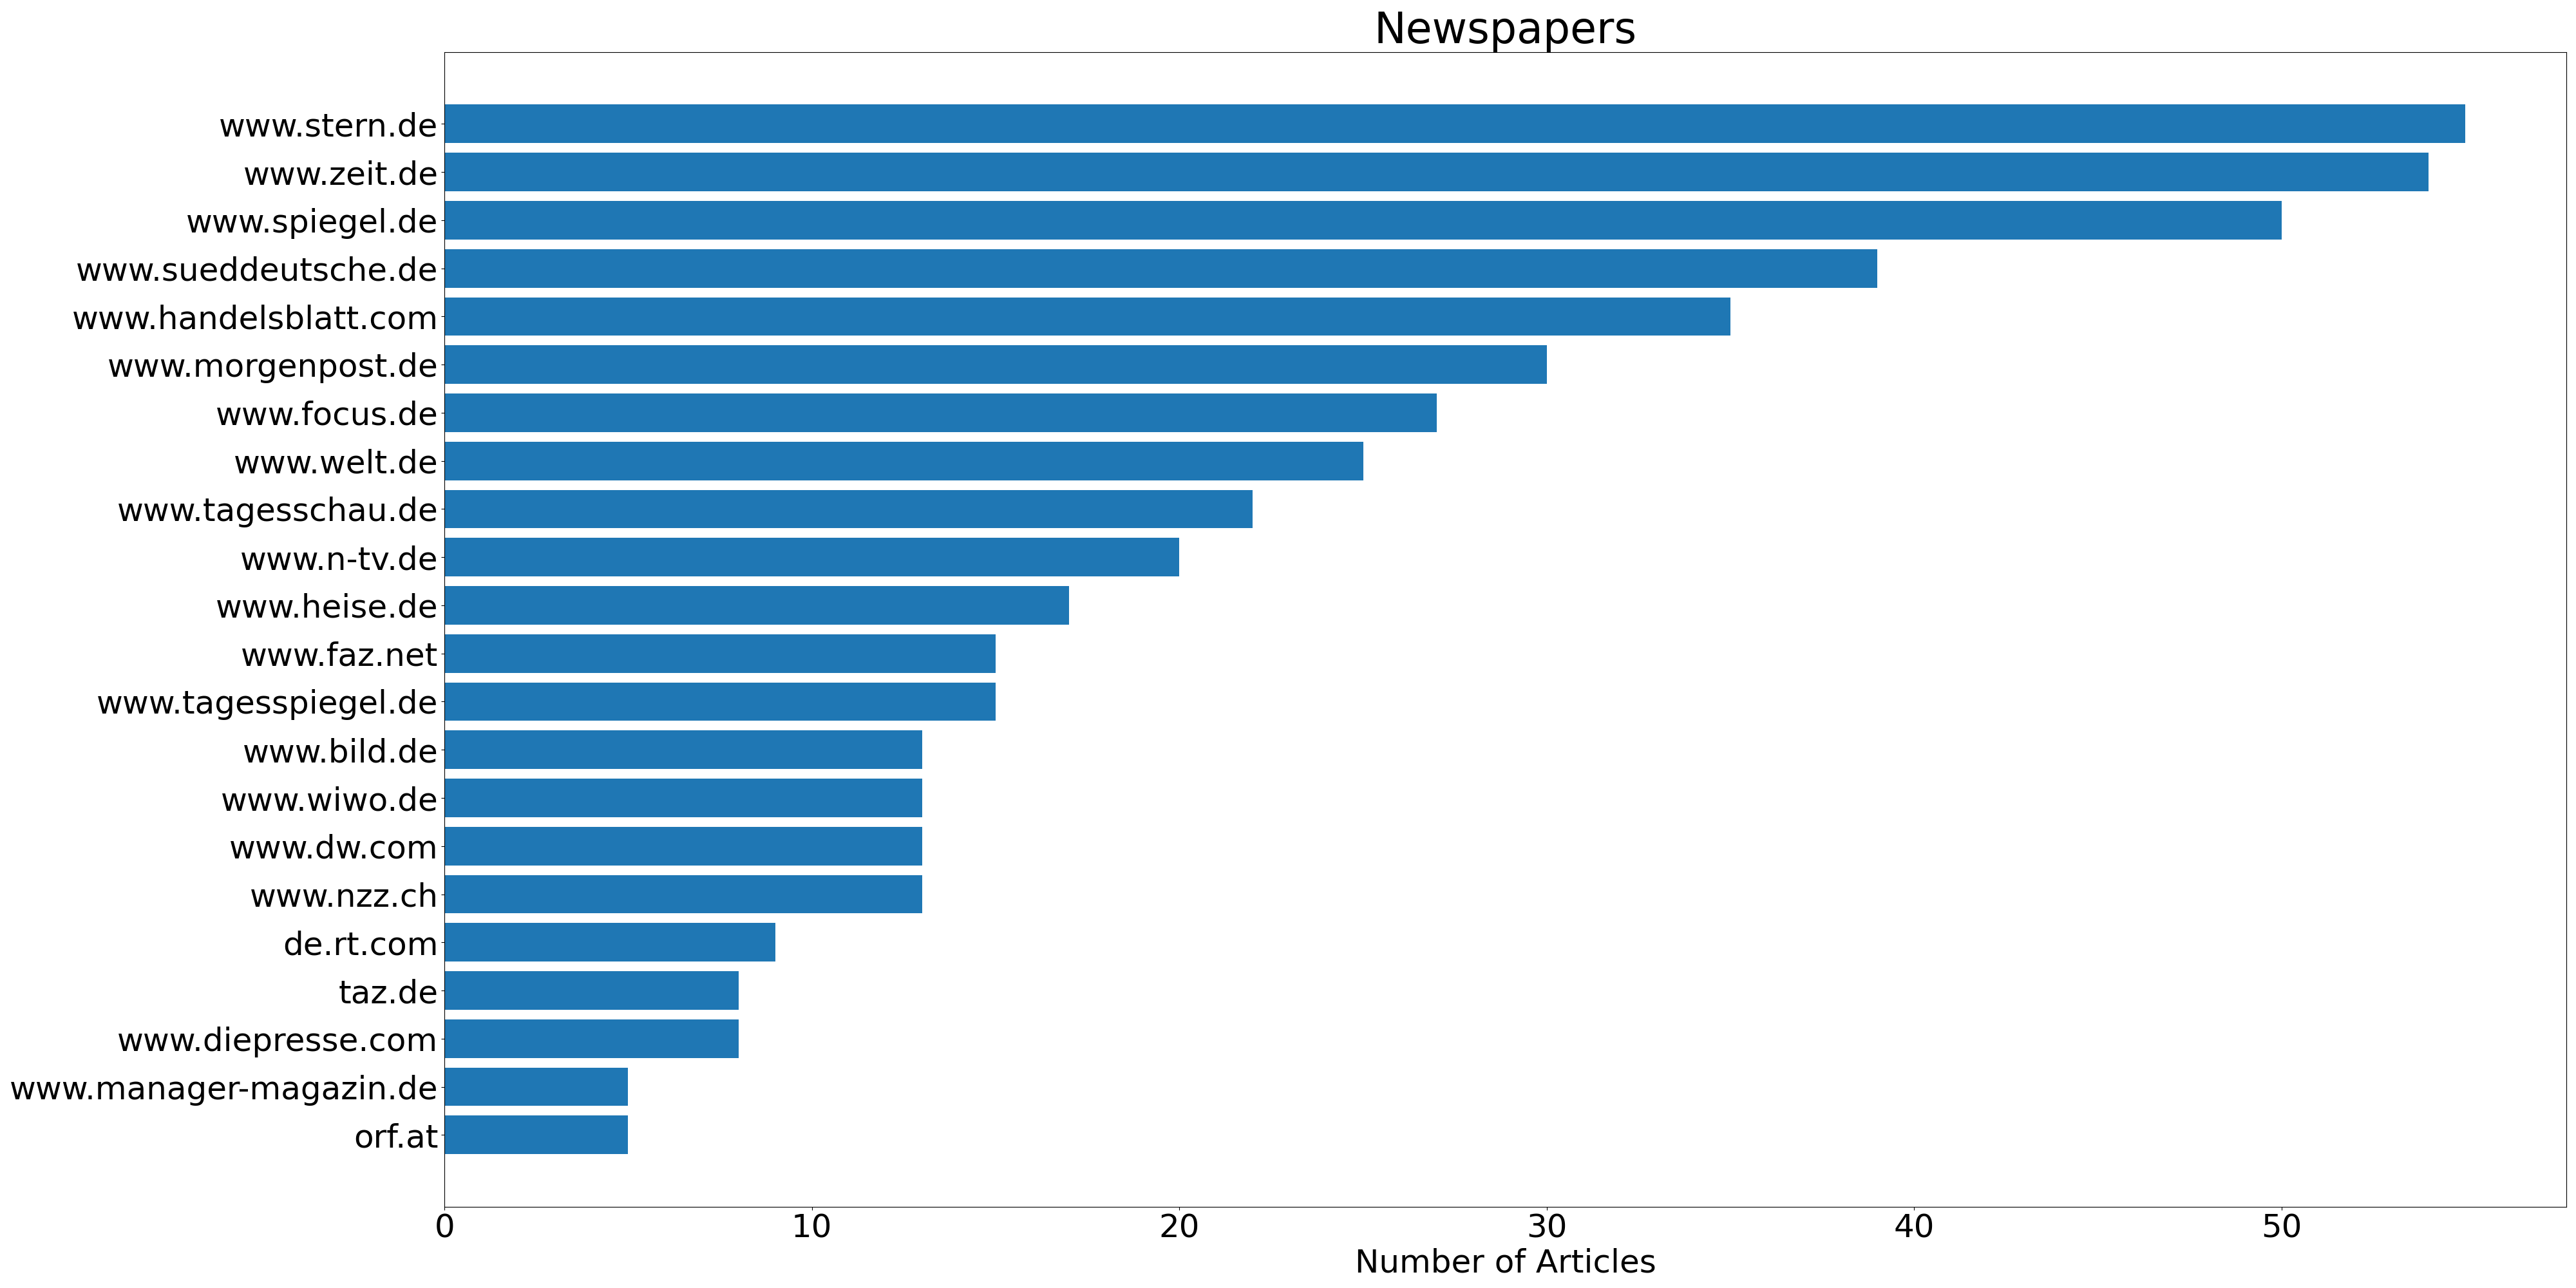 Newspapers
www.stern.de
www.zeit.de
www.spiegel.de
www.sueddeutsche.de
www.handelsblatt.com
www.morgenpost.de
www.focus.de
www.welt.de
www.tagesschau.de
www.n-tv.de
www.heise.de
www.faz.net
www.tagesspiegel.de
www.bild.de
www.wiwo.de
www.dw.com
www.nzz.ch
de.rt.com
taz.de
www.diepresse.com
www.manager-magazin.de
orf.at
0 10 20 30 40 50
Number of Articles